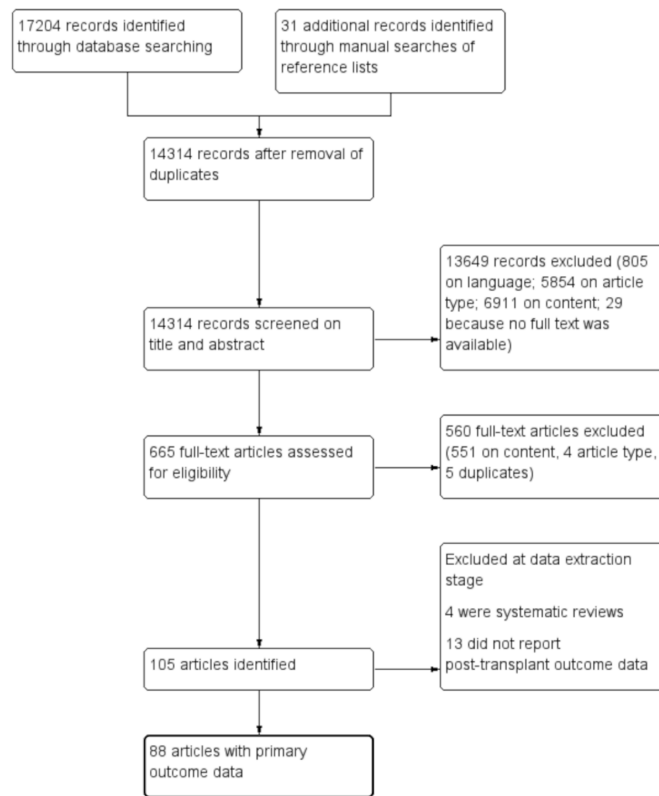 17204 records identified
through database searching
31 additional records identified
through manual searches of
reference lists
14314 records after removal of
duplicates
13649 records excluded (805
on language; 5854 on article
type; 6911 on content; 29
because no full text was
available)
14314 records screened on
title and abstract
560 full-text articles excluded
(551 on content, 4 article type,
5 duplicates)
665 full-text articles assessed
for eligibility
Excluded at data extraction
stage
4 were systematic reviews
13 did not report
post-transplant outcome data
105 articles identified
88 articles with primary
outcome data